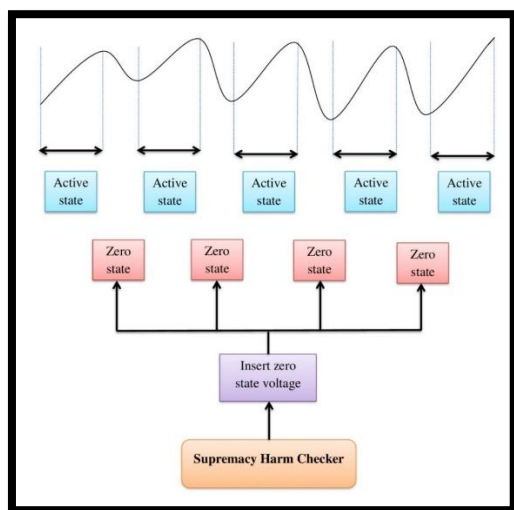 Active
state
Active
state
Active
state
Active
state
Active
state
Zero
state
Zero
state
Zero
state
Zero
state
Insert zero
state voltage
Supremacy Harm Checker